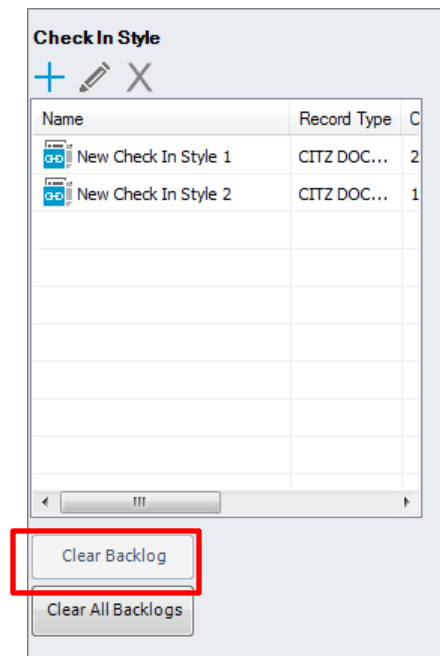 Check In Style
Name Record Type C
New Check In Style 1 CITZ DOC... 2
New Check In Style 2 CITZ DOC... 1
Clear Backlog
Clear All Backlogs